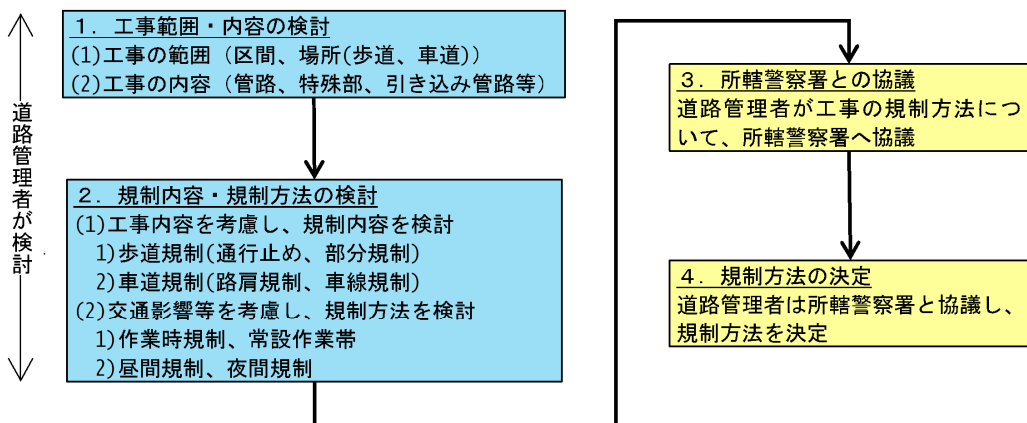 道路管理者が検討
１．工事範囲・内容の検討
(1)工事の範囲（区間、場所(歩道、車道)）
(2)工事の内容（管路、特殊部、引き込み管路等）
２．規制内容・規制方法の検討
(1)工事内容を考慮し、規制内容を検討
1)歩道規制(通行止め、部分規制)
2)車道規制(路肩規制、車線規制)
(2)交通影響等を考慮し、規制方法を検討
1)作業時規制、常設作業帯
2)昼間規制、夜間規制
３．所轄警察署との協議
道路管理者が工事の規制方法につ
いて、所轄警察署へ協議
４．規制方法の決定
道路管理者は所轄警察署と協議し、
規制方法を決定